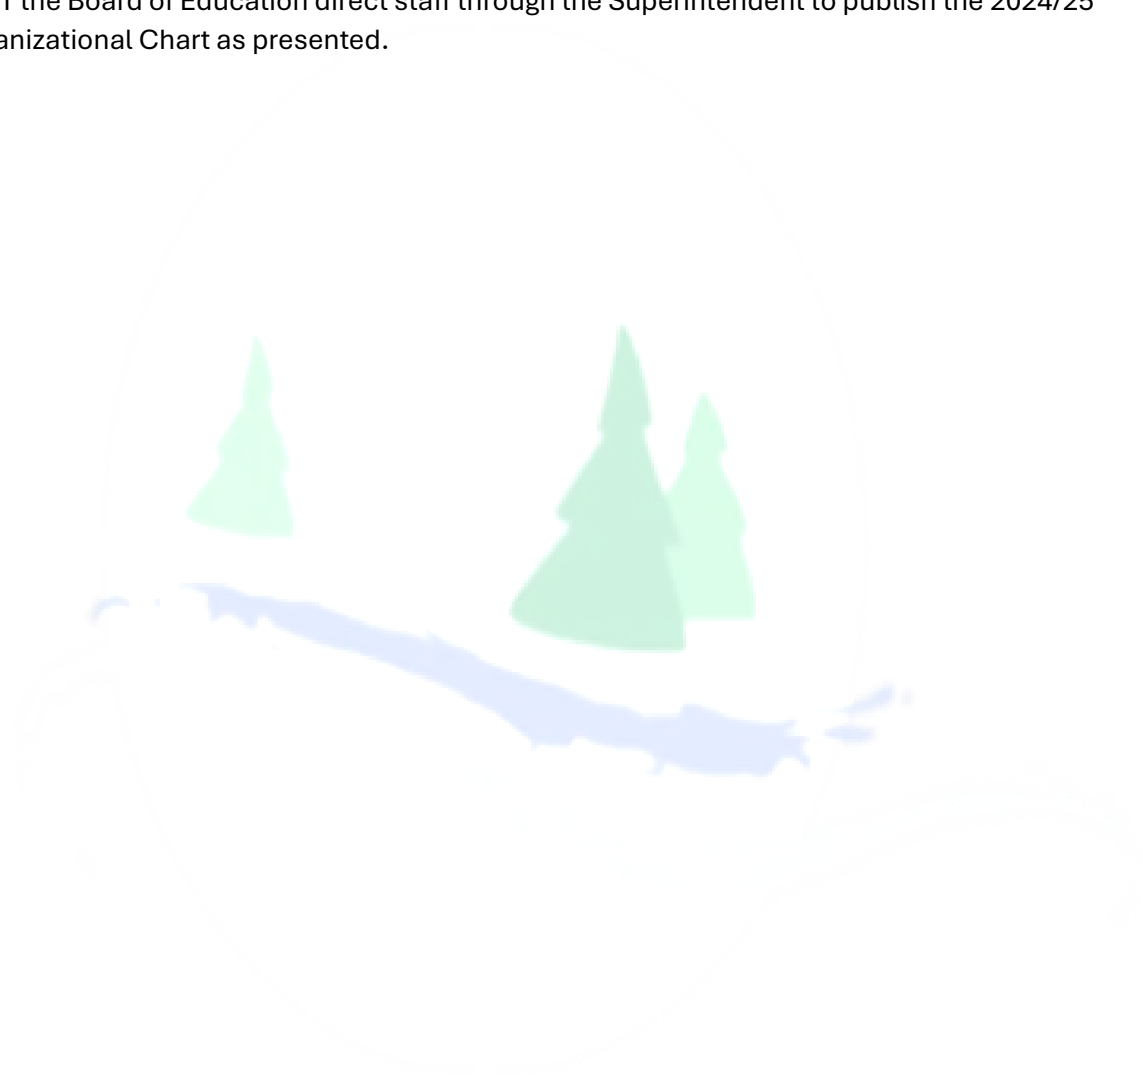 the Board of Education direct staff through the Superintendent to publish the 2024/25
anizational Chart as presented.